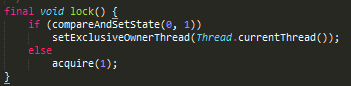 final void lock() {
    if (compareAndSetState(0, 1))
        setExclusiveOwnerThread(Thread.currentThread());
    else
        acquire(1);
}